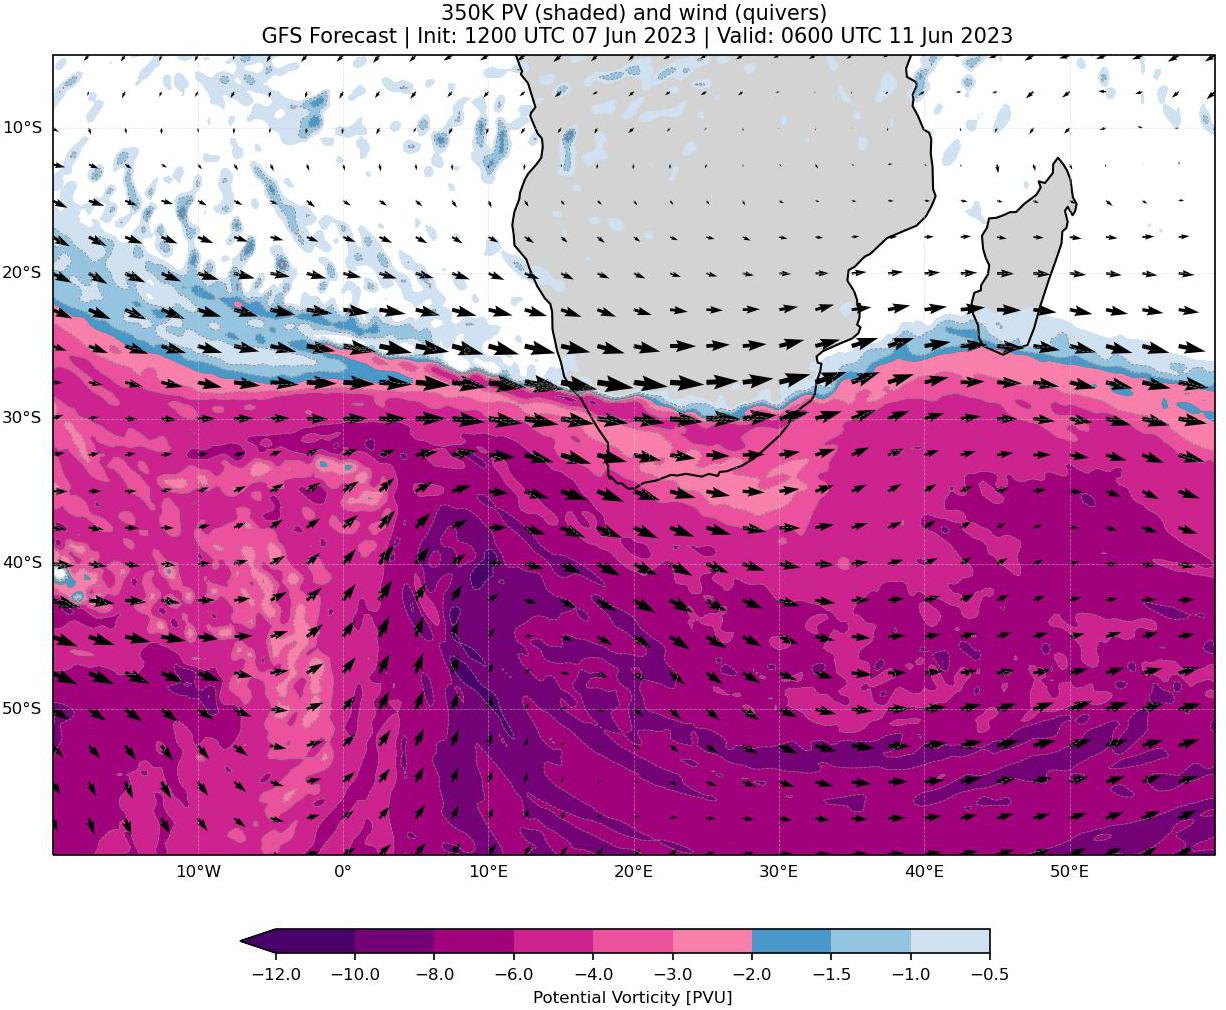 350K PV (shaded) and wind (quivers)
GFS Forecast | Init: 1200 UTC 07 Jun 2023 | Valid: 0600 UTC 11 Jun 2023
10°S
20°S
30°S
40°S
50°S
10°W 0° 10°E 20°E 30°E 40°E 50°E
−12.0 −10.0 −8.0 −6.0 −4.0 −3.0 −2.0 −1.5 −1.0 −0.5
Potential Vorticity [PVU]